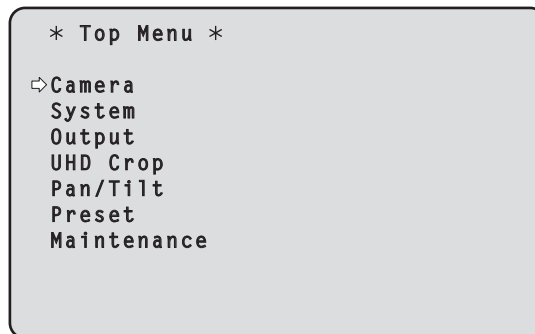 * Top Menu *
⇨Camera
System
Output
UHD Crop
Pan/Tilt
Preset
Maintenance